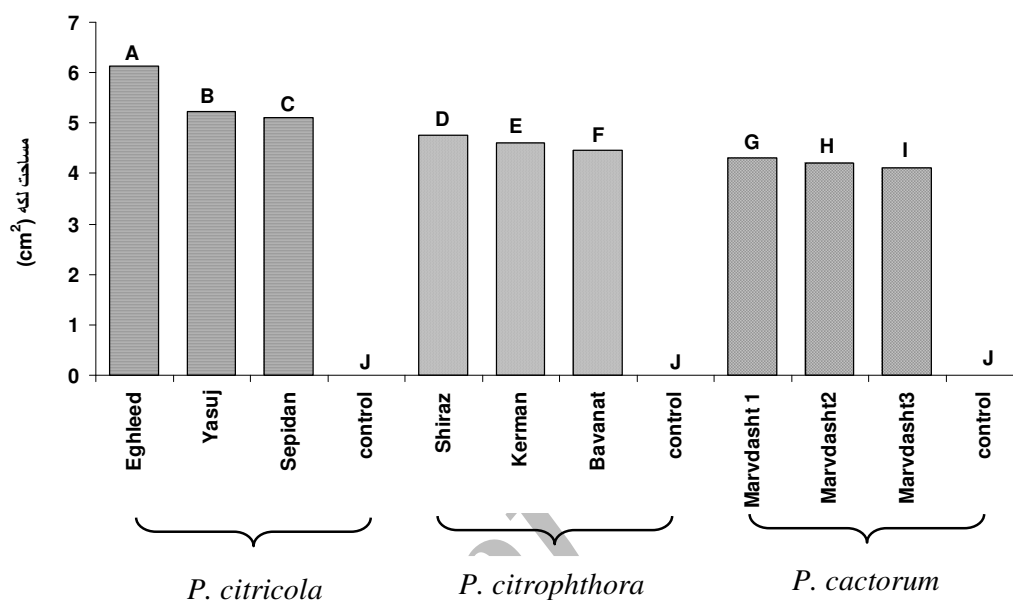 مساحت لکه (cm²)
7
6
5
4
3
2
1
0
A
B
C
J
D
E
F
J
G
H
I
J
Eghleed
Yasuj
Sepidan
control
Shiraz
Kerman
Bavanat
control
Marvdasht 1
Marvdasht2
Marvdasht3
control
P. citricola
P. citrophthora
P. cactorum